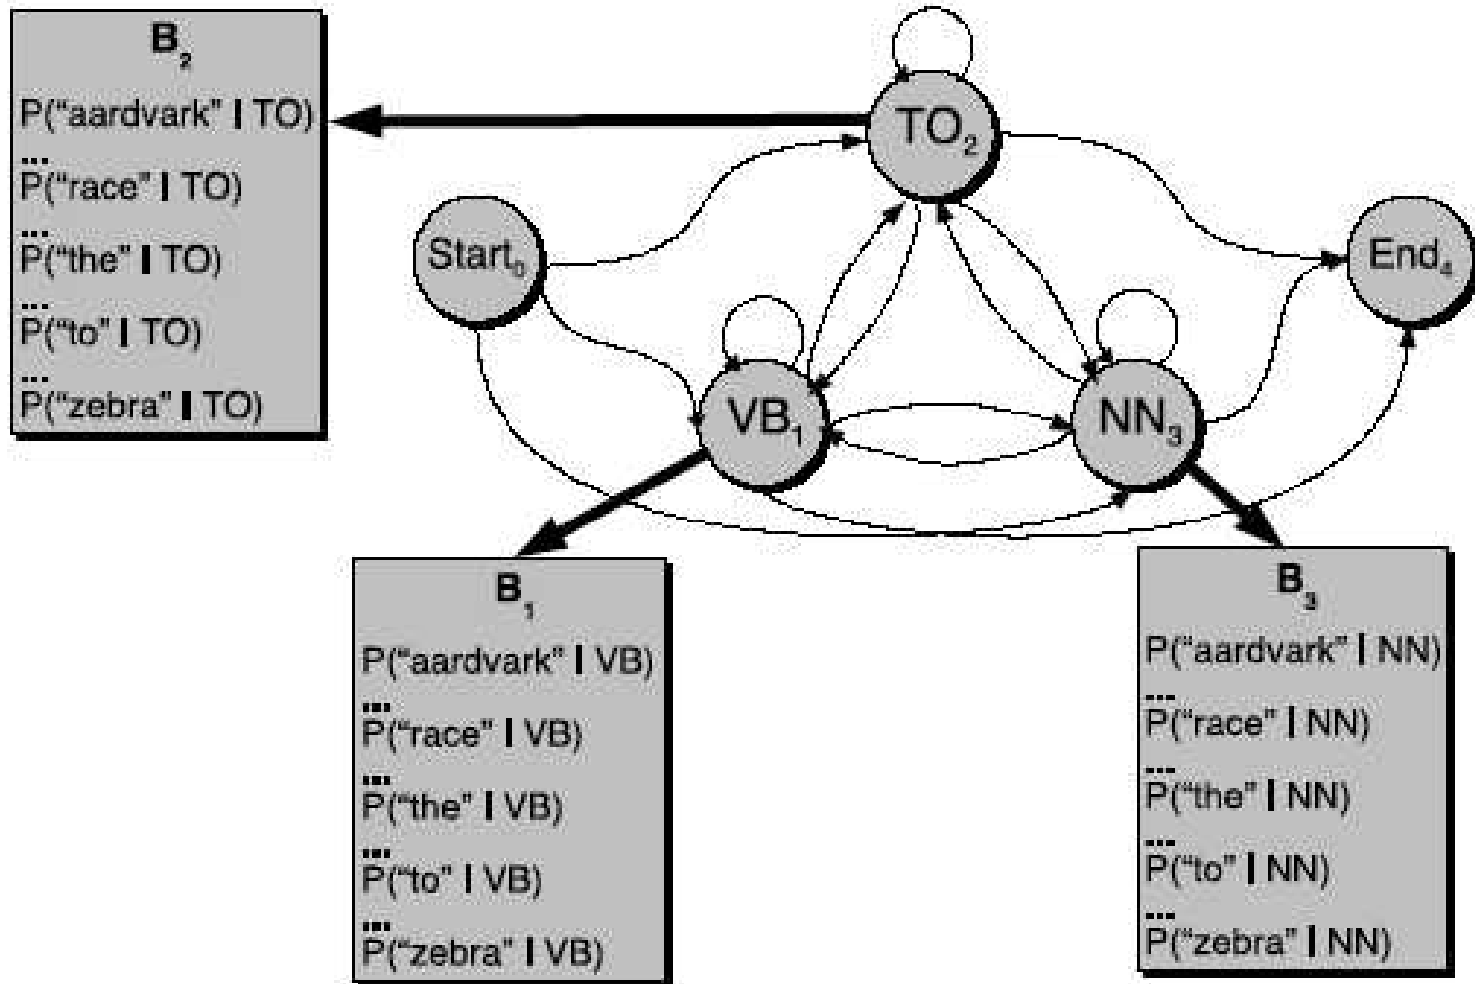 B₂
P("aardvark" | TO)
...
P("race" | TO)
...
P("the" | TO)
...
P("to" | TO)
...
P("zebra" | TO)
TO₂
Start₀
End₄
VB₁
NN₃
B₁
P("aardvark" | VB)
...
P("race" | VB)
...
P("the" | VB)
...
P("to" | VB)
...
P("zebra" | VB)
B₃
P("aardvark" | NN)
...
P("race" | NN)
...
P("the" | NN)
...
P("to" | NN)
...
P("zebra" | NN)